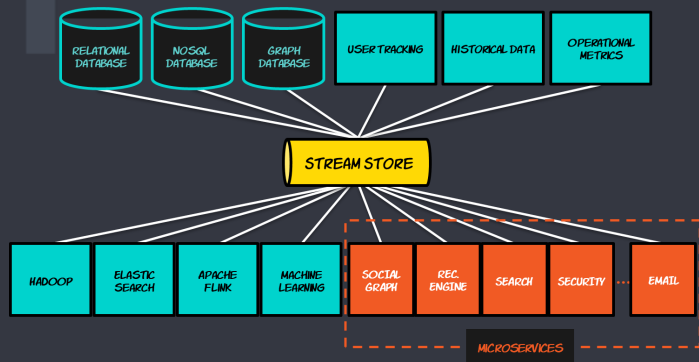 RELATIONAL
DATABASE
NOSQL
DATABASE
GRAPH
DATABASE
USER TRACKING
HISTORICAL DATA
OPERATIONAL
METRICS
STREAM STORE
HADOOP
ELASTIC
SEARCH
APACHE
FLINK
MACHINE
LEARNING
SOCIAL
GRAPH
REC.
ENGINE
SEARCH
SECURITY
...
EMAIL
MICROSERVICES